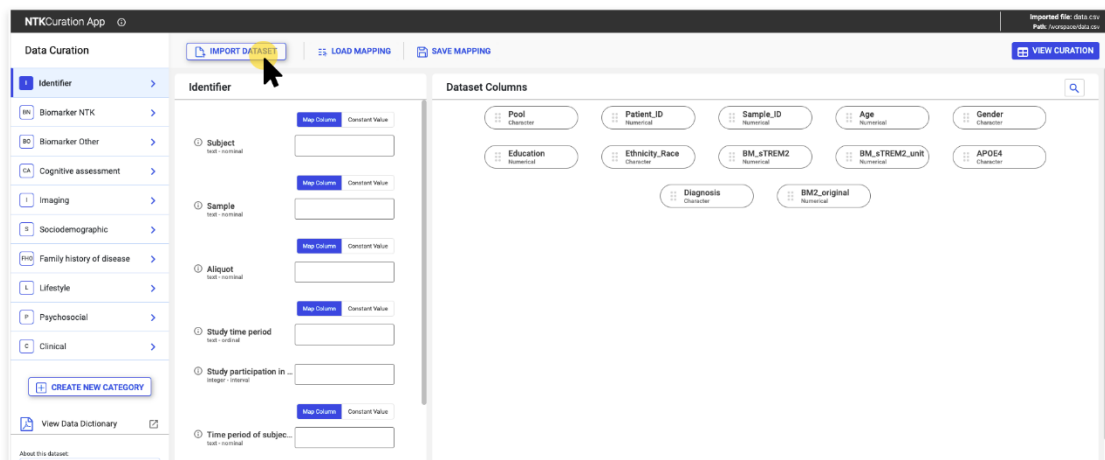 NTKCuration App
Imported file: data.csv
Path: /worspace/data.csv
Data Curation
IMPORT DATASET
LOAD MAPPING
SAVE MAPPING
VIEW CURATION
I Identifier
BN Biomarker NTK
BO Biomarker Other
CA Cognitive assessment
I Imaging
S Sociodemographic
FHO Family history of disease
L Lifestyle
P Psychosocial
C Clinical
CREATE NEW CATEGORY
View Data Dictionary
About this dataset:
Identifier
Map Column Constant Value
Subject
text - nominal
Map Column Constant Value
Sample
text - nominal
Map Column Constant Value
Aliquot
text - nominal
Map Column Constant Value
Study time period
text - ordinal
Study participation in ...
integer - interval
Map Column Constant Value
Time period of subjec...
text - nominal
Dataset Columns
Pool
Character
Patient_ID
Numerical
Sample_ID
Numerical
Age
Numerical
Gender
Character
Education
Numerical
Ethnicity_Race
Character
BM_sTREM2
Numerical
BM_sTREM2_unit
Numerical
APOE4
Character
Diagnosis
Character
BM2_original
Numerical